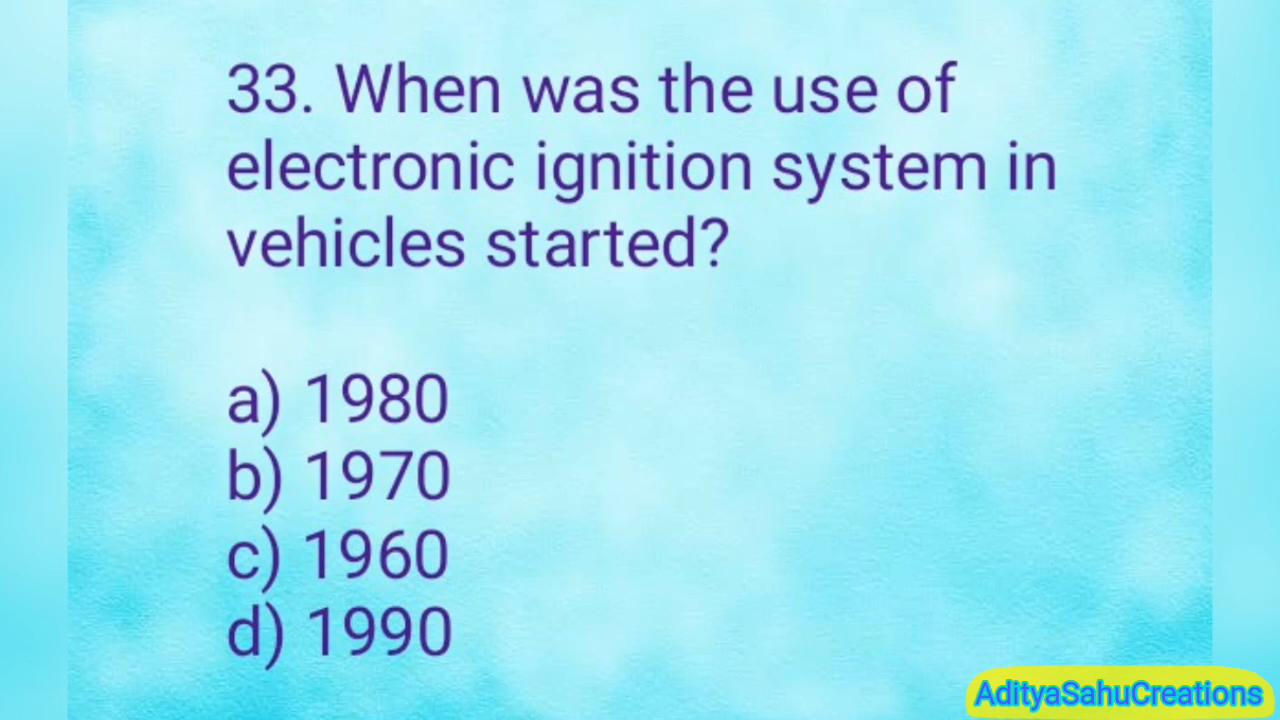 33. When was the use of
electronic ignition system in
vehicles started?
a) 1980
b) 1970
c) 1960
d) 1990
AdityaSahuCreations